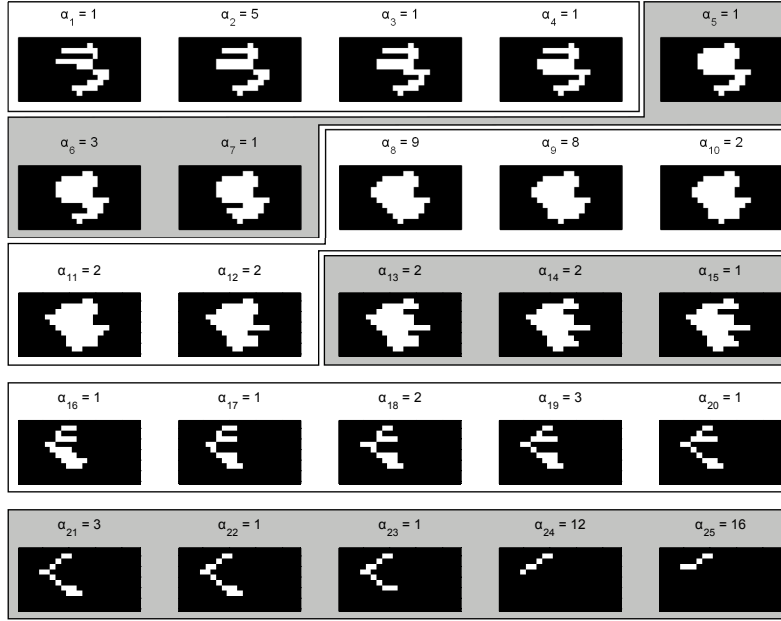 α₁ = 1 α₂ = 5 α₃ = 1 α₄ = 1 α₅ = 1
α₆ = 3 α₇ = 1 α₈ = 9 α₉ = 8 α₁₀ = 2
α₁₁ = 2 α₁₂ = 2 α₁₃ = 2 α₁₄ = 2 α₁₅ = 1
α₁₆ = 1 α₁₇ = 1 α₁₈ = 2 α₁₉ = 3 α₂₀ = 1
α₂₁ = 3 α₂₂ = 1 α₂₃ = 1 α₂₄ = 12 α₂₅ = 16